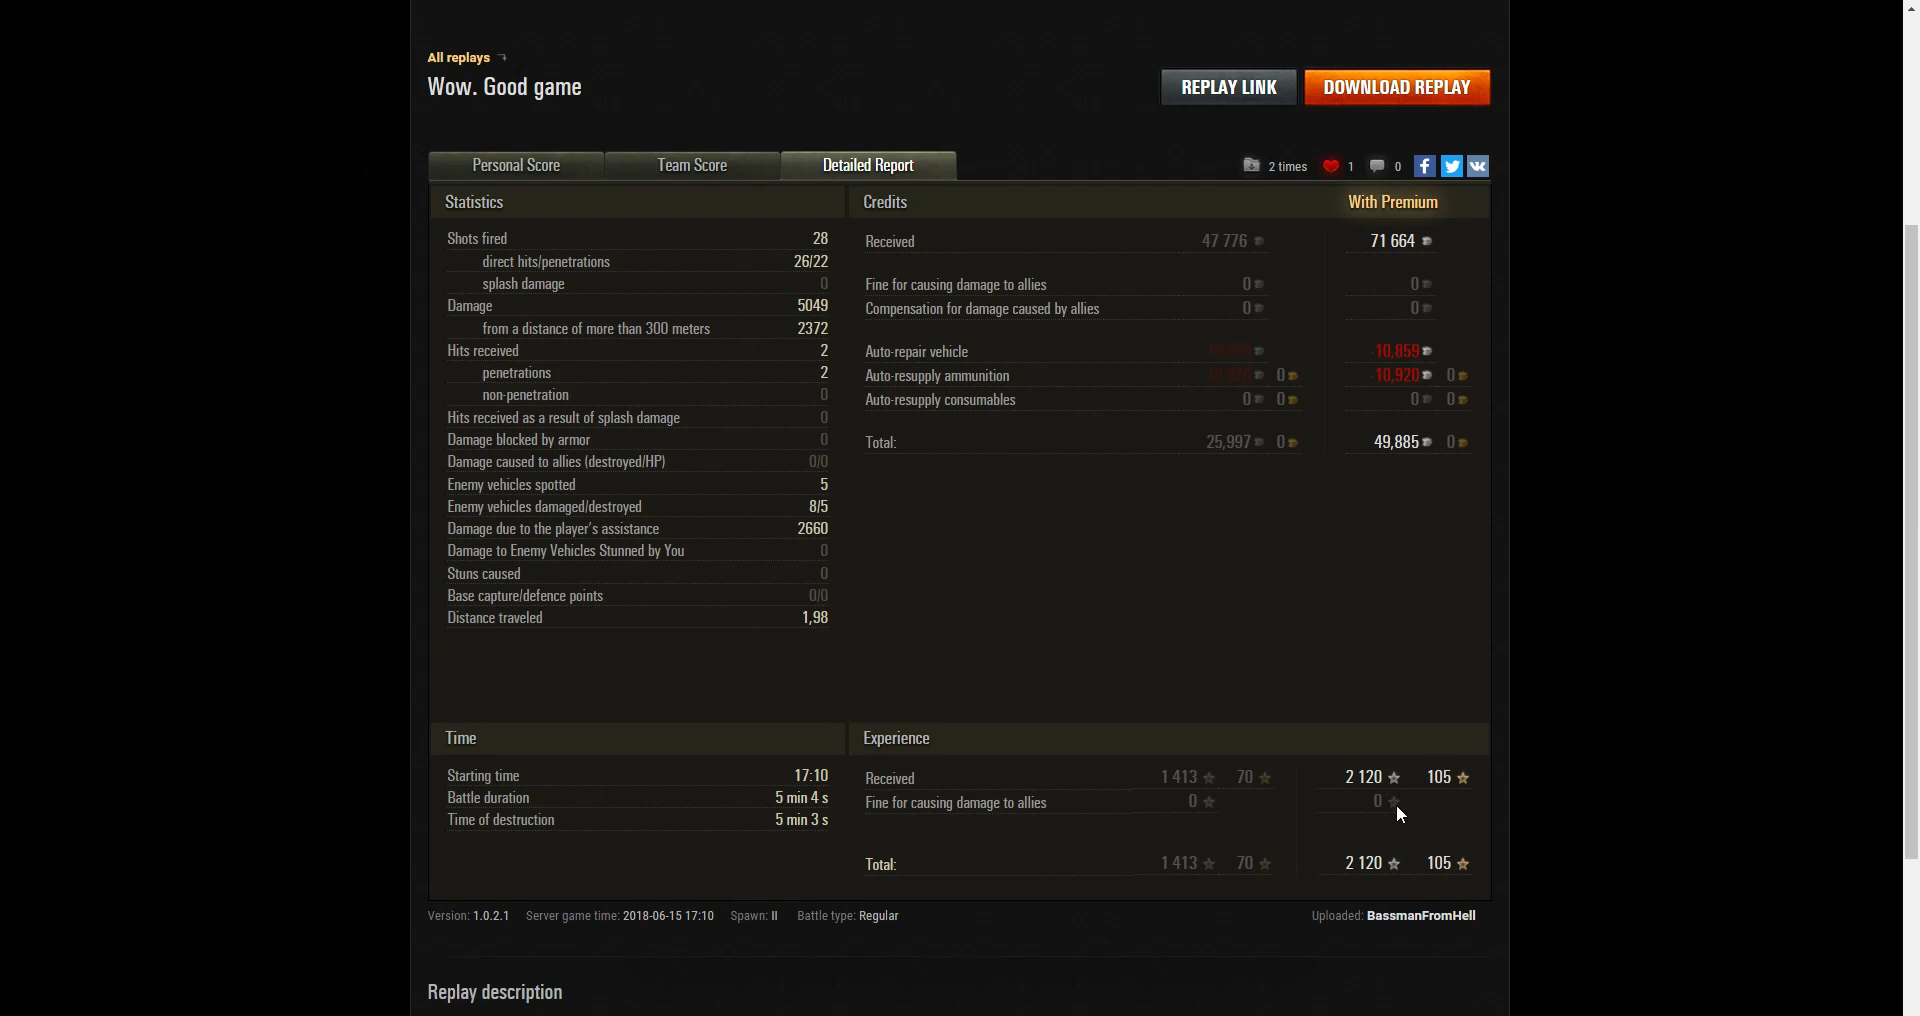 All replays
Wow. Good game
REPLAY LINK
DOWNLOAD REPLAY
Personal Score
Team Score
Detailed Report
2 times
1
0
Statistics
Shots fired 28
direct hits/penetrations 26/22
splash damage 0
Damage 5049
from a distance of more than 300 meters 2372
Hits received 2
penetrations 2
non-penetration 0
Hits received as a result of splash damage 0
Damage blocked by armor 0
Damage caused to allies (destroyed/HP) 0/0
Enemy vehicles spotted 5
Enemy vehicles damaged/destroyed 8/5
Damage due to the player's assistance 2660
Damage to Enemy Vehicles Stunned by You 0
Stuns caused 0
Base capture/defence points 0/0
Distance traveled 1,98
Credits With Premium
Received 47 776 71 664
Fine for causing damage to allies 0 0
Compensation for damage caused by allies 0 0
Auto-repair vehicle -10,859
Auto-resupply ammunition 0 -10,920 0
Auto-resupply consumables 0 0 0 0
Total: 25,997 0 49,885 0
Time
Starting time 17:10
Battle duration 5 min 4 s
Time of destruction 5 min 3 s
Experience
Received 1 413 70 2 120 105
Fine for causing damage to allies 0 0
Total: 1 413 70 2 120 105
Version: 1.0.2.1 Server game time: 2018-06-15 17:10 Spawn: II Battle type: Regular
Uploaded: BassmanFromHell
Replay description